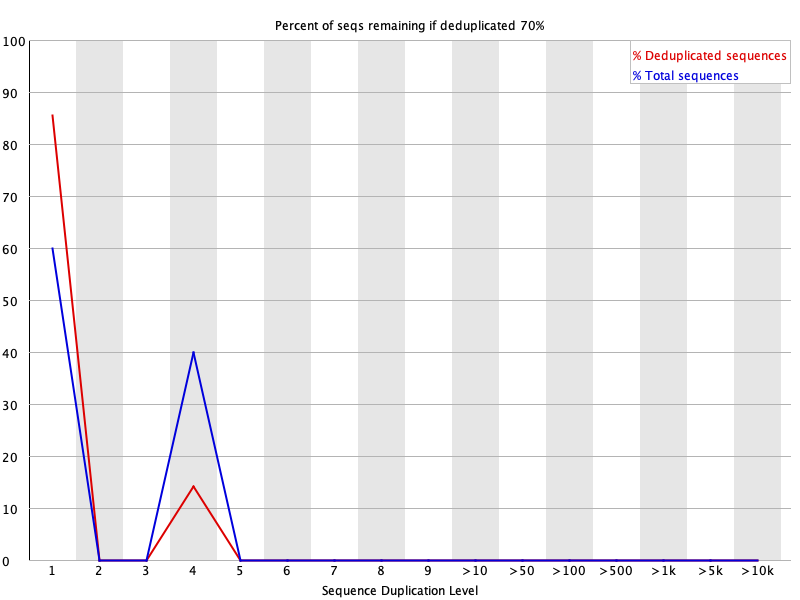 Percent of seqs remaining if deduplicated 70%
% Deduplicated sequences
% Total sequences
100
90
80
70
60
50
40
30
20
10
0
1 2 3 4 5 6 7 8 9 >10 >50 >100 >500 >1k >5k >10k
Sequence Duplication Level